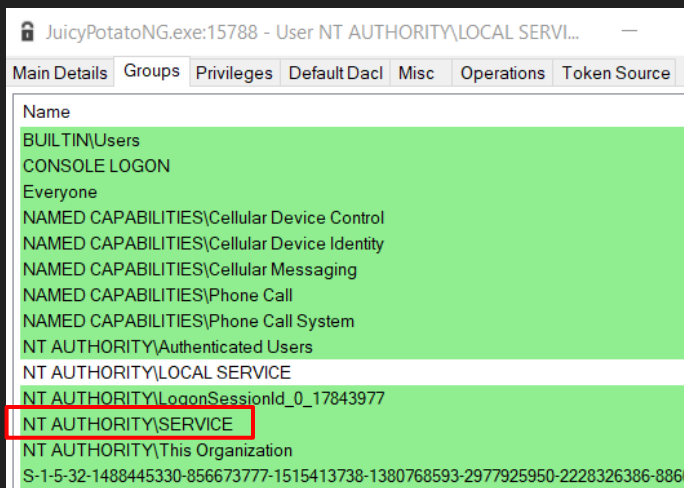 JuicyPotatoNG.exe:15788 - User NT AUTHORITY\LOCAL SERVI...
Main Details Groups Privileges Default Dacl Misc Operations Token Source
Name
BUILTIN\Users
CONSOLE LOGON
Everyone
NAMED CAPABILITIES\Cellular Device Control
NAMED CAPABILITIES\Cellular Device Identity
NAMED CAPABILITIES\Cellular Messaging
NAMED CAPABILITIES\Phone Call
NAMED CAPABILITIES\Phone Call System
NT AUTHORITY\Authenticated Users
NT AUTHORITY\LOCAL SERVICE
NT AUTHORITY\LogonSessionId_0_17843977
NT AUTHORITY\SERVICE
NT AUTHORITY\This Organization
S-1-5-32-1488445330-856673777-1515413738-1380768593-2977925950-2228326386-886